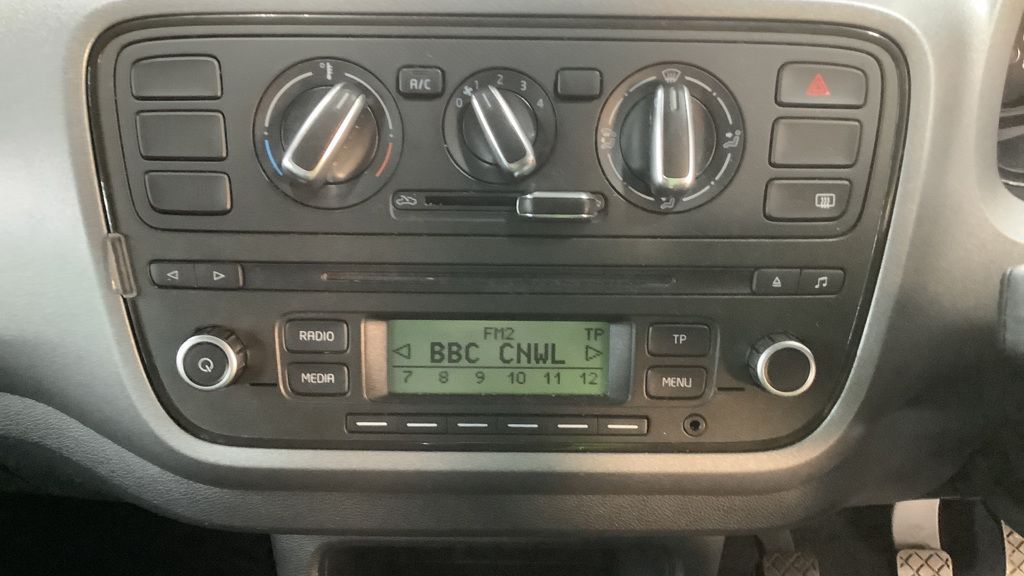 A/C
0 1 2 3 4
FM2 TP
RADIO
BBC CNWL
TP
MEDIA
7 8 9 10 11 12
MENU